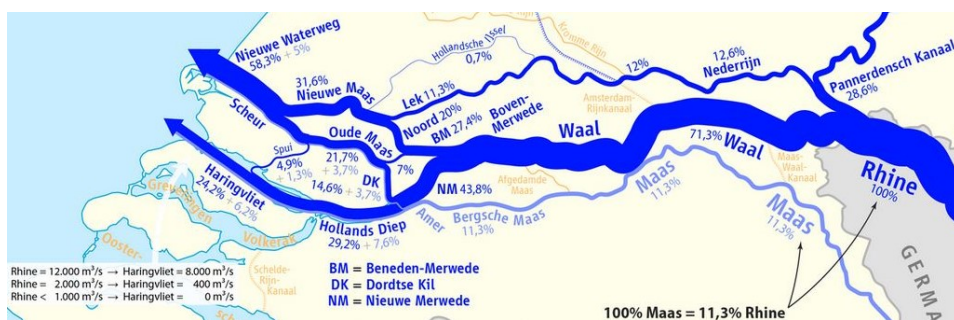 Nieuwe Waterweg
58,3% + 5%
31,6%
Nieuwe Maas
Hollandsche IJssel
0,7%
Kromme Rijn
12%
12,6%
Nederrijn
Pannerdensch Kanaal
28,6%
Lek 11,3%
Noord 20%
BM 27,4%
Boven-
Merwede
Amsterdam-
Rijnkanaal
Scheur
Oude Maas
Waal
71,3%
Waal
Spui
4,9%
+ 1,3%
21,7%
+ 3,7%
7%
Maas-
Waal-
Kanaal
Rhine
100%
Haringvliet
24,2% + 6,2%
14,6% + 3,7%
DK
NM 43,8%
Afgedamde
Maas
Maas
11,3%
Maas
11,3%
Amer
Bergsche Maas
11,3%
Hollands Diep
29,2% + 7,6%
Grevelingen
Volkerak
Ooster-
Schelde-
Rijn-
Kanaal
GERMA
Rhine = 12.000 m³/s → Haringvliet = 8.000 m³/s
Rhine = 2.000 m³/s → Haringvliet = 400 m³/s
Rhine < 1.000 m³/s → Haringvliet = 0 m³/s
BM = Beneden-Merwede
DK = Dordtse Kil
NM = Nieuwe Merwede
100% Maas = 11,3% Rhine